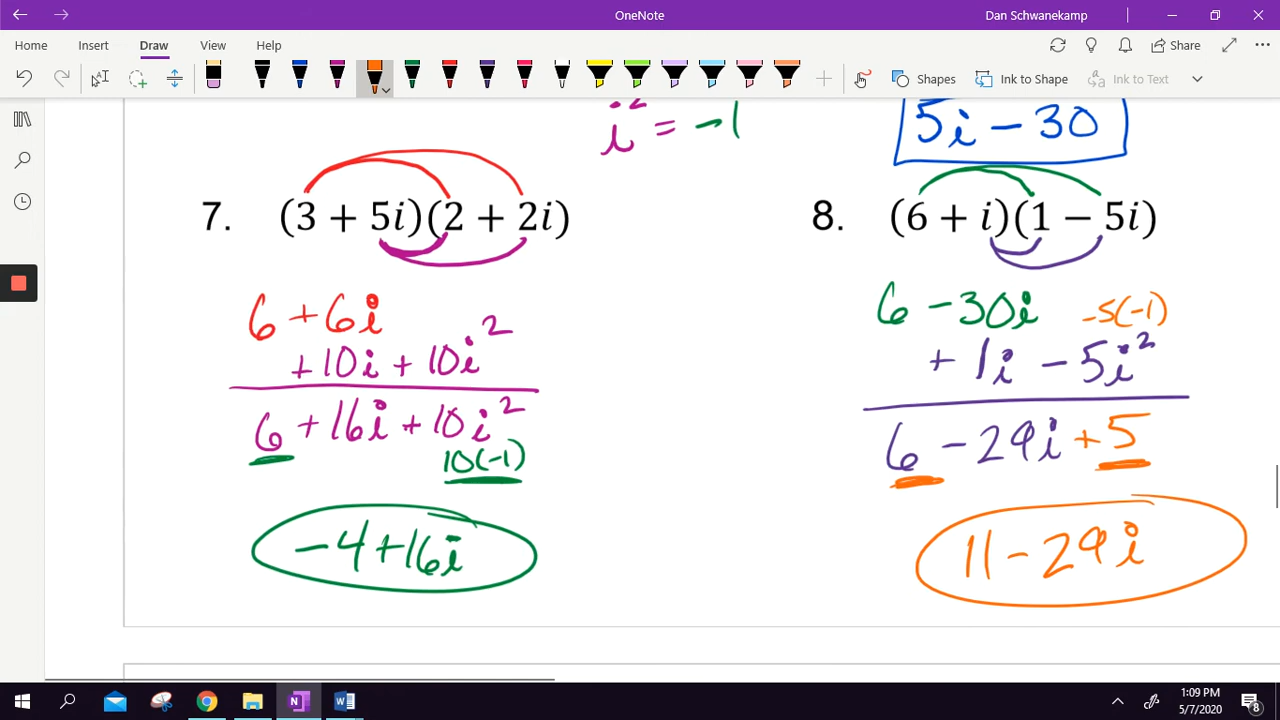 OneNote
Dan Schwanekamp
Home Insert Draw View Help
Share
Shapes
Ink to Shape
Ink to Text
i² = -1
5i - 30
7. (3 + 5i)(2 + 2i)
6 + 6i
+ 10i + 10i²
6 + 16i + 10i²
10(-1)
-4 + 16i
8. (6 + i)(1 − 5i)
6 - 30i
-5(-1)
+ 1i - 5i²
6 - 29i + 5
11 - 29i
1:09 PM
5/7/2020
8